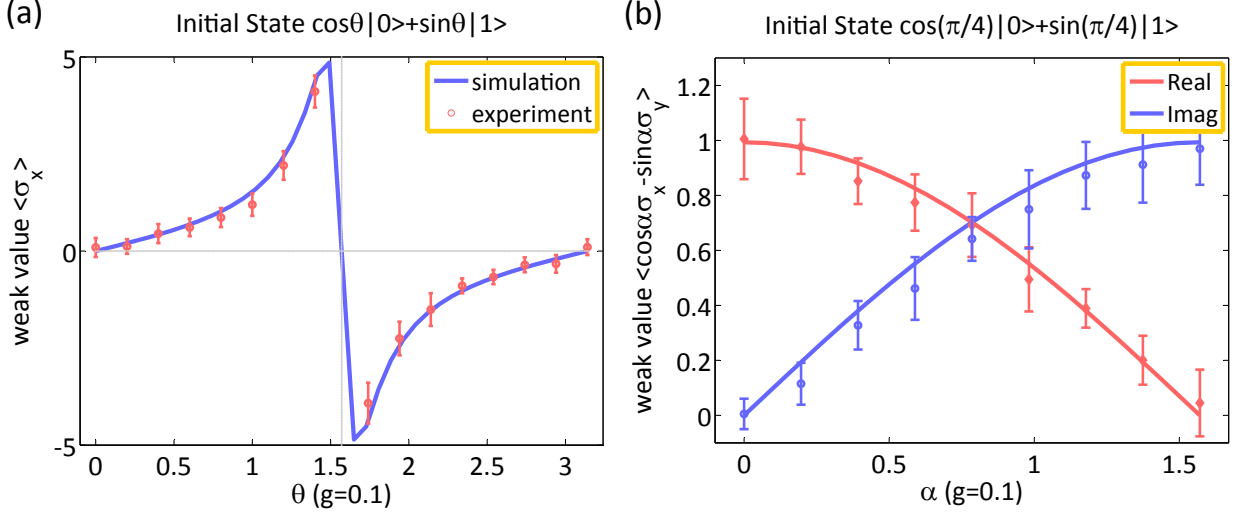 (a)
Initial State cosθ|0>+sinθ|1>
weak value <σx>
5
0
-5
simulation
experiment
0
0.5
1
1.5
2
2.5
3
θ (g=0.1)
(b)
Initial State cos(π/4)|0>+sin(π/4)|1>
weak value <cosασx-sinασy>
1.2
1
0.8
0.6
0.4
0.2
0
Real
Imag
0
0.5
1
1.5
α (g=0.1)